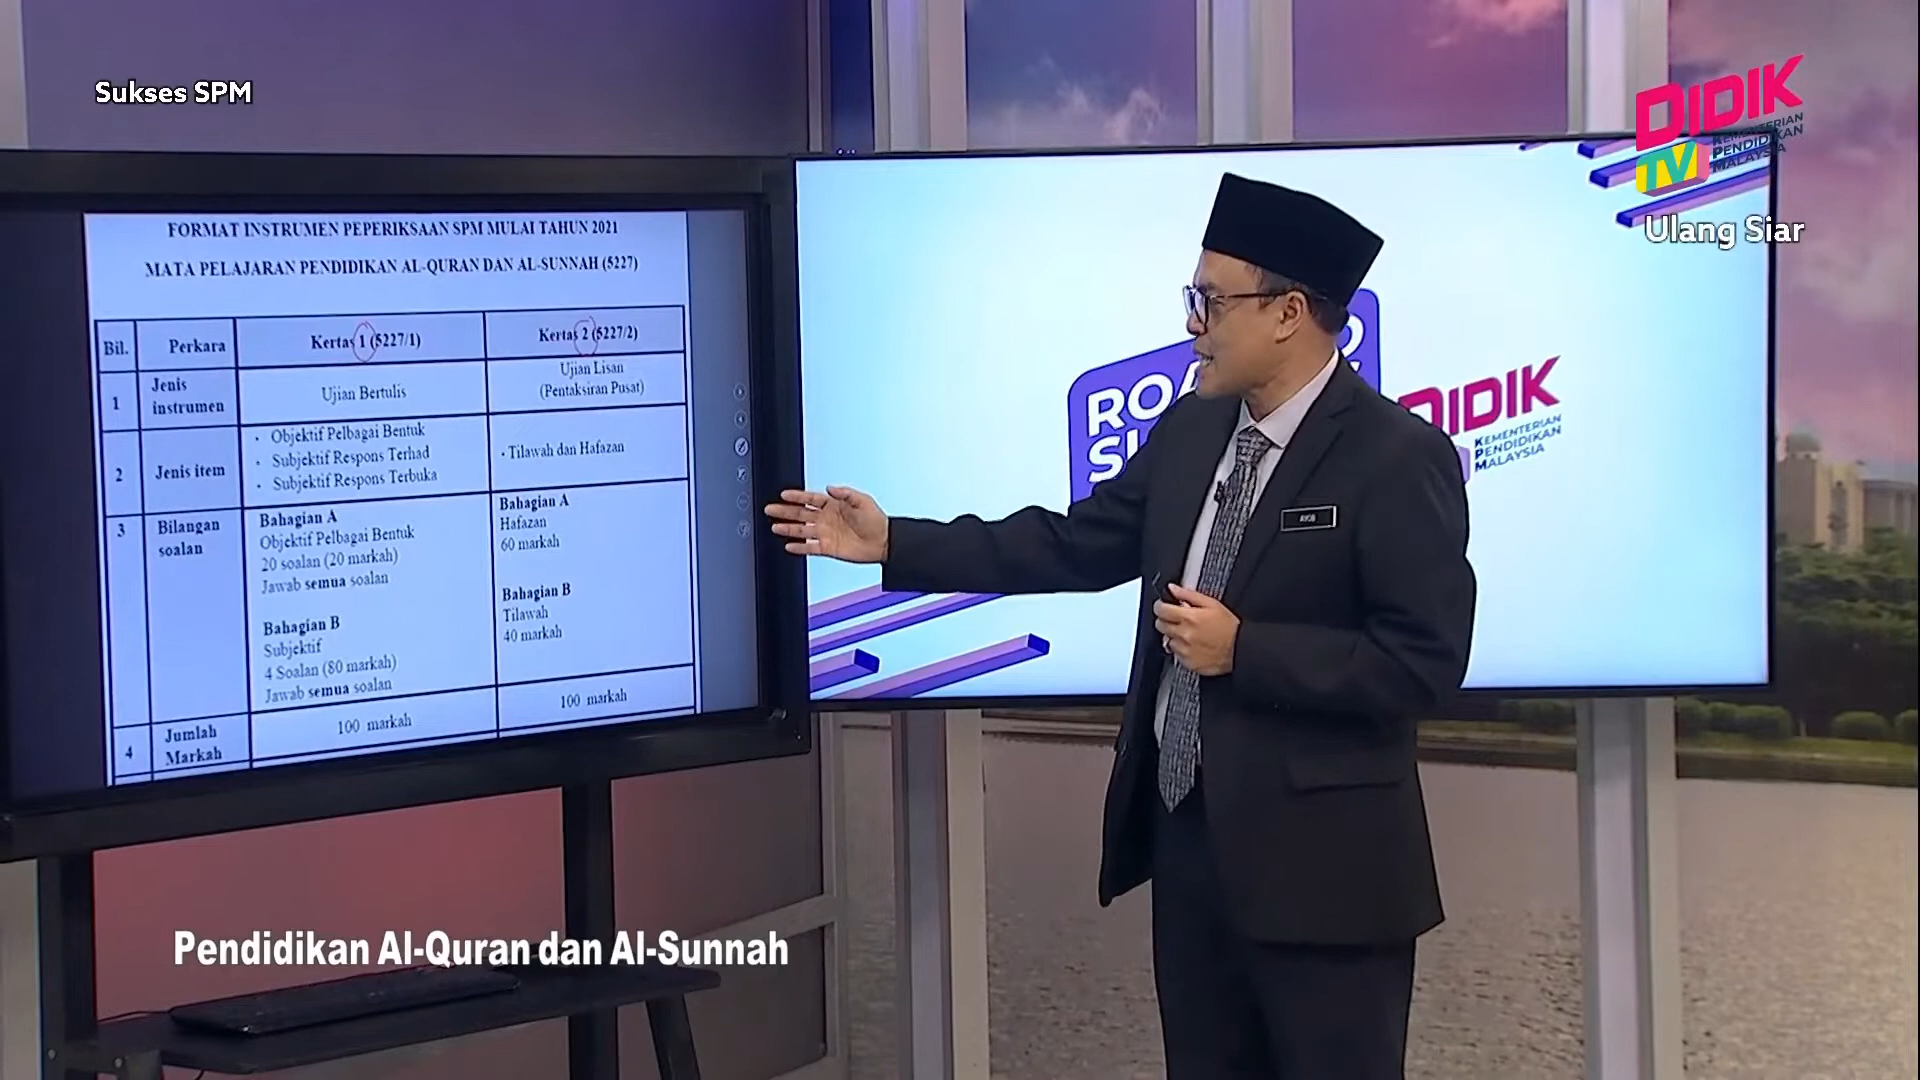 Sukses SPM
DIDIK
TV
KEMENTERIAN
PENDIDIKAN
MALAYSIA
Ulang Siar
FORMAT INSTRUMEN PEPERIKSAAN SPM MULAI TAHUN 2021
MATA PELAJARAN PENDIDIKAN AL-QURAN DAN AL-SUNNAH (5227)
Bil. Perkara Kertas 1 (5227/1) Kertas 2 (5227/2)
1 Jenis instrumen Ujian Bertulis Ujian Lisan (Pentaksiran Pusat)
2 Jenis item
· Objektif Pelbagai Bentuk
· Subjektif Respons Terhad
· Subjektif Respons Terbuka
· Tilawah dan Hafazan
3 Bilangan soalan
Bahagian A
Objektif Pelbagai Bentuk
20 soalan (20 markah)
Jawab semua soalan
Bahagian B
Subjektif
4 Soalan (80 markah)
Jawab semua soalan
Bahagian A
Hafazan
60 markah
Bahagian B
Tilawah
40 markah
4 Jumlah Markah 100 markah 100 markah
ROA
S
DIDIK
KEMENTERIAN
PENDIDIKAN
MALAYSIA
AYOB
Pendidikan Al-Quran dan Al-Sunnah